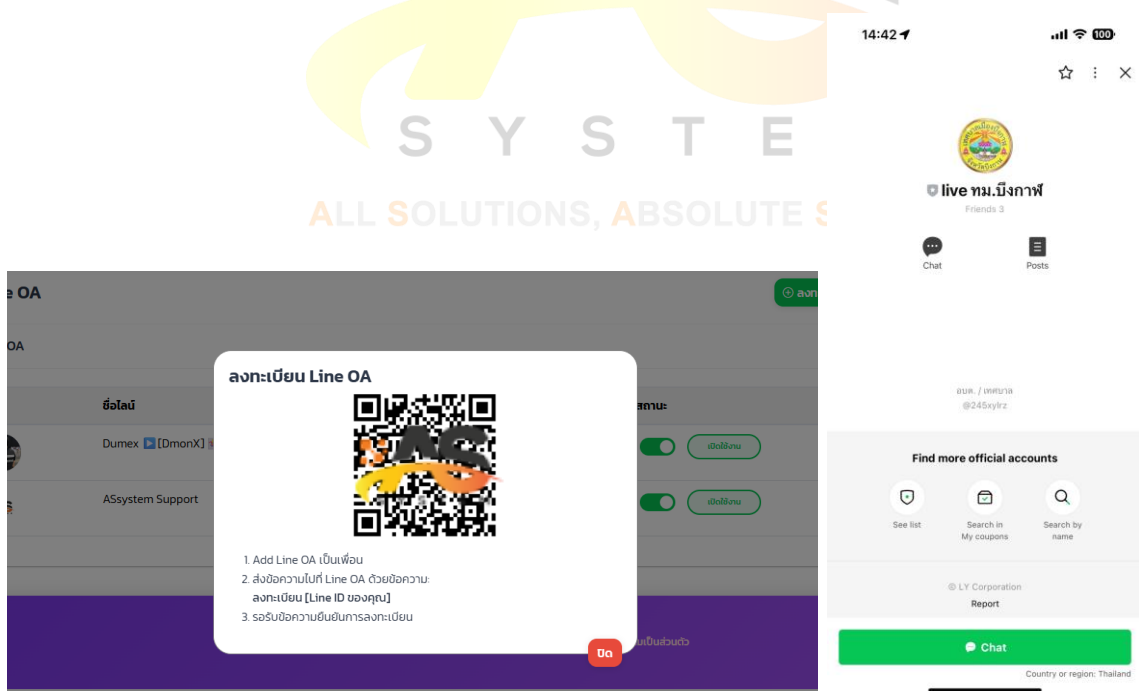 S Y S T E
ALL SOLUTIONS, ABSOLUTE S
OA
ลงทะเบียน Line OA
ชื่อไลน์
Dumex [DmonX]
เปิดใช้งาน
ASsystem Support
เปิดใช้งาน
AS
1. Add Line OA เป็นเพื่อน
2. ส่งข้อความไปที่ Line OA ด้วยข้อความ:
ลงทะเบียน [Line ID ของคุณ]
3. รอรับข้อความยืนยันการลงทะเบียน
ปิด
14:42
100
live ทม.บึงกาฬ
Friends 3
Chat
Posts
อบต. / เทศบาล
@245xylrz
Find more official accounts
See list
Search in
My coupons
Search by
name
© LY Corporation
Report
Chat
Country or region: Thailand